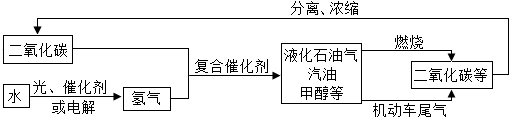 分离、浓缩
二氧化碳
复合催化剂
液化石油气
汽油
甲醇等
燃烧
二氧化碳等
水
光、催化剂
或电解
氢气
机动车尾气